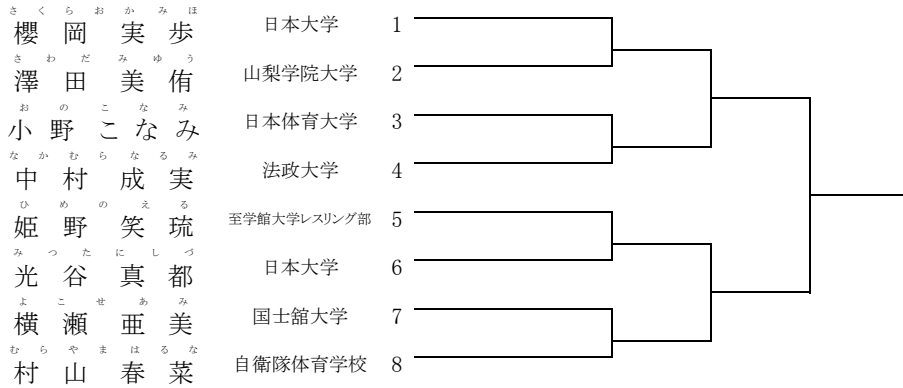 さくらおかみほ
櫻岡実歩 日本大学 1
さわだみゆう
澤田美侑 山梨学院大学 2
おのこなみ
小野こなみ 日本体育大学 3
なかむらなるみ
中村成実 法政大学 4
ひめのえる
姫野笑琉 至学館大学レスリング部 5
みつたにしづ
光谷真都 日本大学 6
よこせあみ
横瀬亜美 国士舘大学 7
むらやまはるな
村山春菜 自衛隊体育学校 8